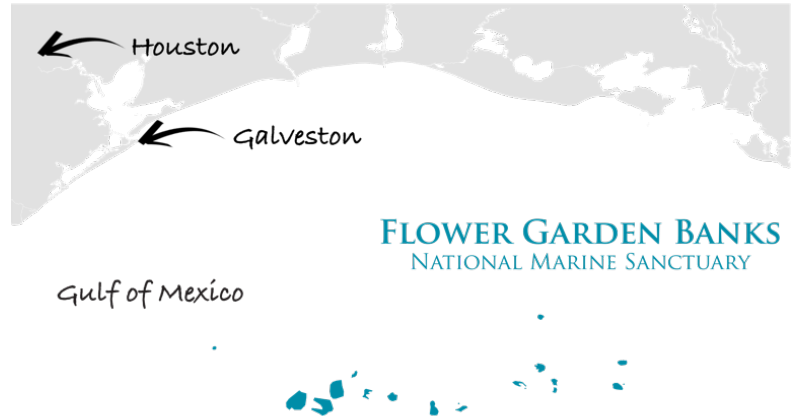 Houston
Galveston
FLOWER GARDEN BANKS
NATIONAL MARINE SANCTUARY
Gulf of Mexico